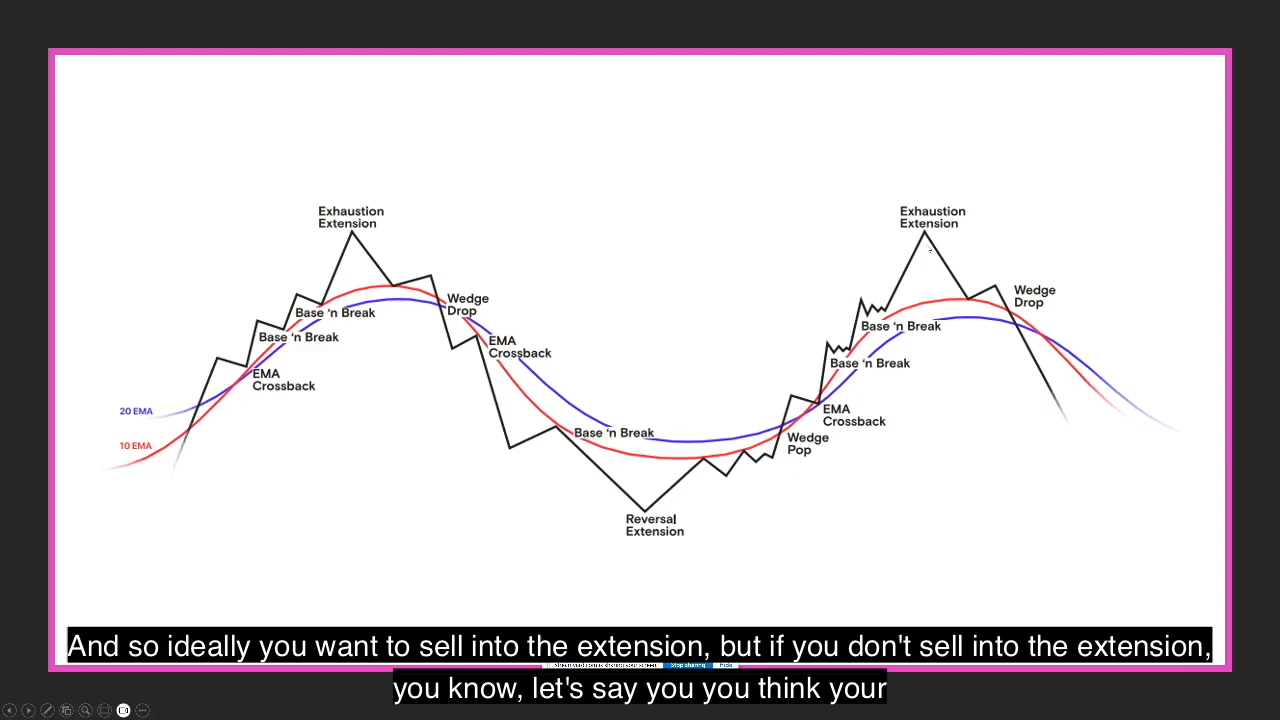 Exhaustion
Extension
Exhaustion
Extension
Wedge
Drop
Wedge
Drop
Base ‘n Break
Base ‘n Break
Base ‘n Break
Base ‘n Break
EMA
Crossback
EMA
Crossback
20 EMA
10 EMA
EMA
Crossback
Base ‘n Break
Wedge
Pop
Reversal
Extension
And so ideally you want to sell into the extension, but if you don't sell into the extension,
Stop sharing
Hide
you know, let's say you you think your